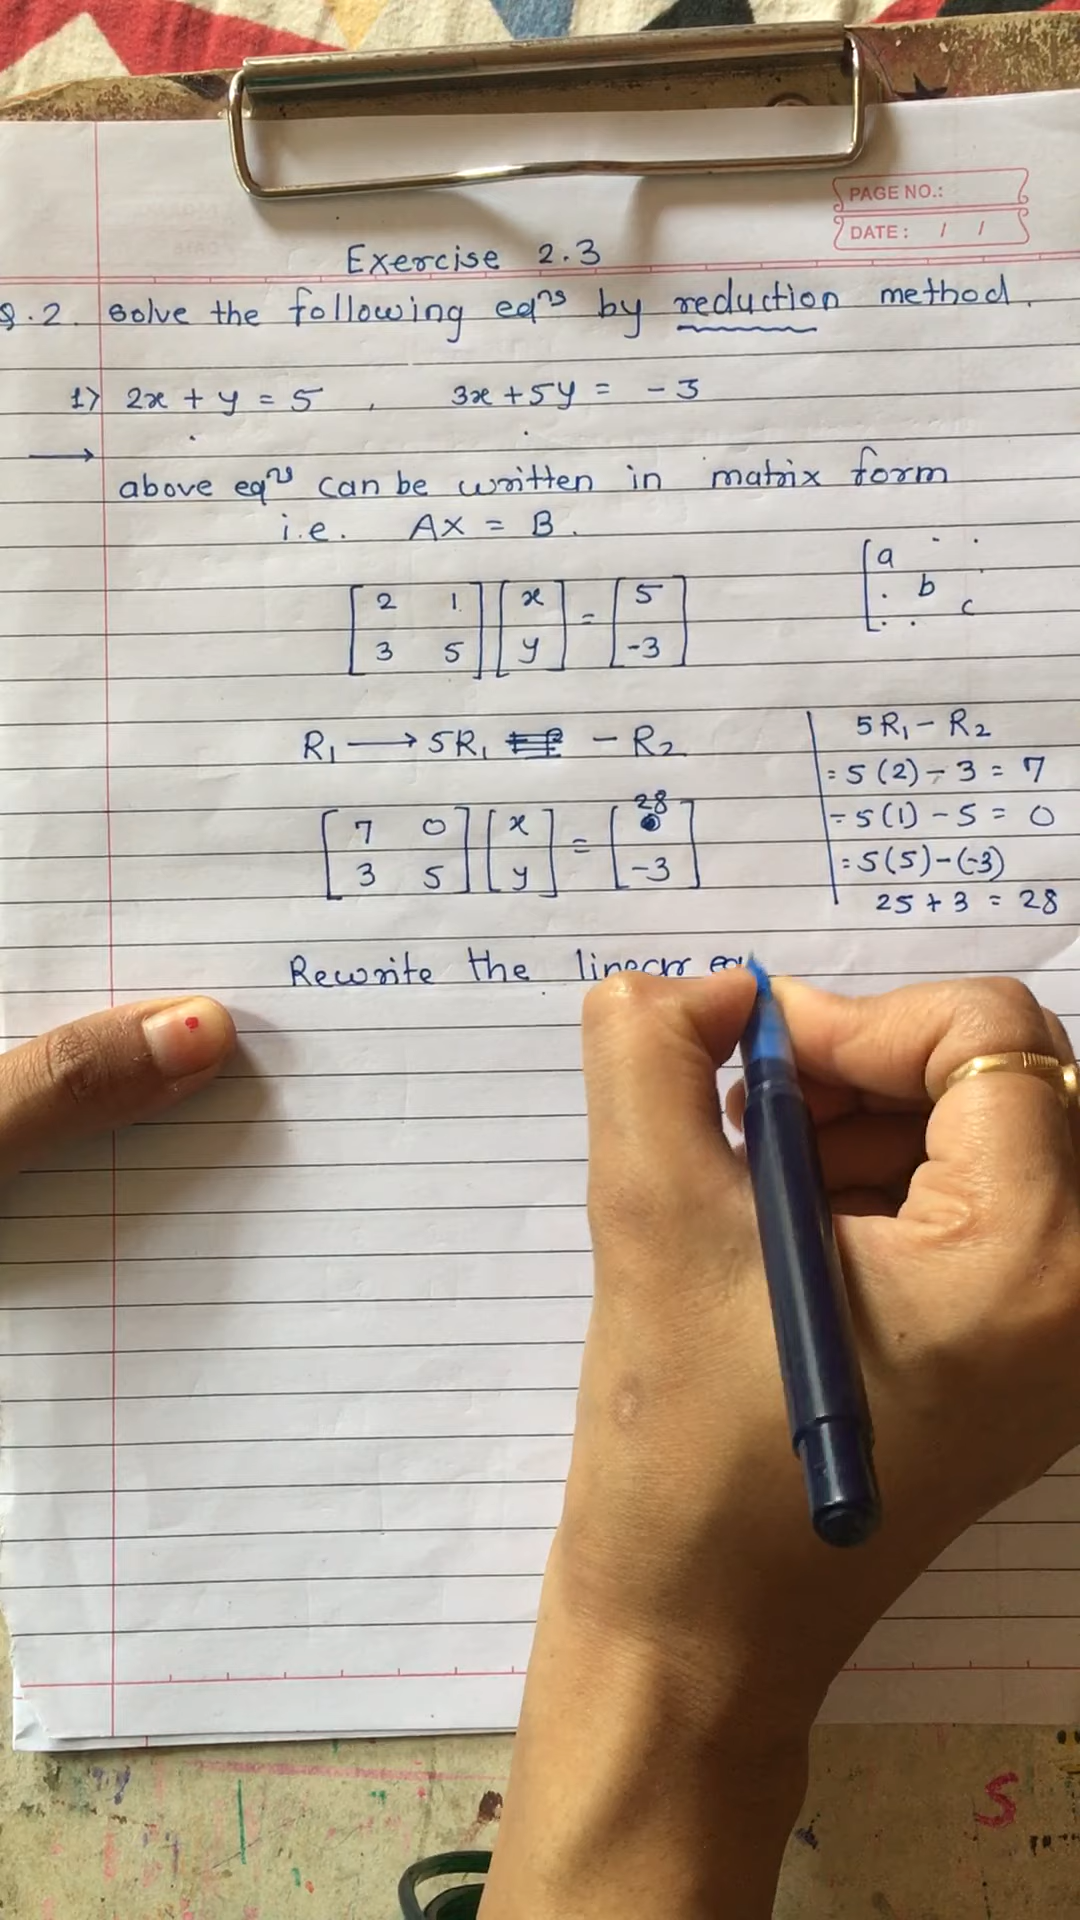 PAGE NO.:
DATE: / /
Exercise 2.3
Q.2. solve the following eqns by reduction method.
1) 2x + y = 5 , 3x + 5y = -3
→
above eqns can be written in matrix form
i.e. AX = B.
[2 1; 3 5] [x; y] = [5; -3]
[a . . ; . b ; . . c
R₁ → 5R₁ - R₂
[7 0; 3 5] [x; y] = [28; -3]
5R₁ - R₂
= 5(2) - 3 = 7
= 5(1) - 5 = 0
= 5(5) - (-3)
25 + 3 = 28
Rewrite the linear eq
S